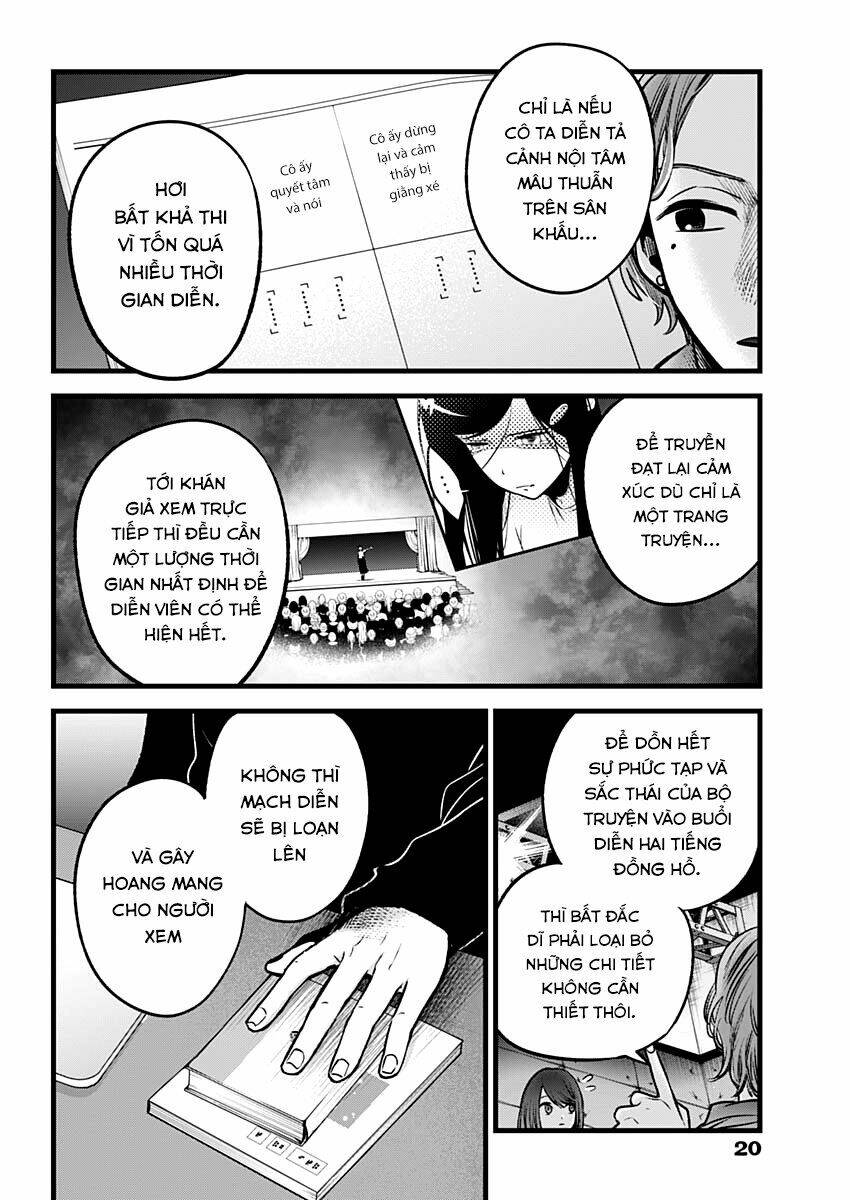 CHỈ LÀ NẾU
CÔ TA DIỄN TẢ
CẢNH NỘI TÂM
MÂU THUẪN
TRÊN SÂN
KHẤU...
Cô ấy dừng
lại và cảm
thấy bị
giằng xé
Cô ấy
quyết tâm
và nói
HƠI
BẤT KHẢ THI
VÌ TỐN QUÁ
NHIỀU THỜI
GIAN DIỄN.
ĐỂ TRUYỀN
ĐẠT LẠI CẢM
XÚC DÙ CHỈ LÀ
MỘT TRANG
TRUYỆN...
...
TỚI KHÁN
GIẢ XEM TRỰC
TIẾP THÌ ĐỀU CẦN
MỘT LƯỢNG THỜI
GIAN NHẤT ĐỊNH ĐỂ
DIỄN VIÊN CÓ THỂ
HIỆN HẾT.
ĐỂ DỒN HẾT
SỰ PHỨC TẠP VÀ
SẮC THÁI CỦA BỘ
TRUYỆN VÀO BUỔI
DIỄN HAI TIẾNG
ĐỒNG HỒ.
THÌ BẤT ĐẮC
DĨ PHẢI LOẠI BỎ
NHỮNG CHI TIẾT
KHÔNG CẦN
THIẾT THÔI.
KHÔNG THÌ
MẠCH DIỄN
SẼ BỊ LOẠN
LÊN
VÀ GÂY
HOANG MANG
CHO NGƯỜI
XEM
20